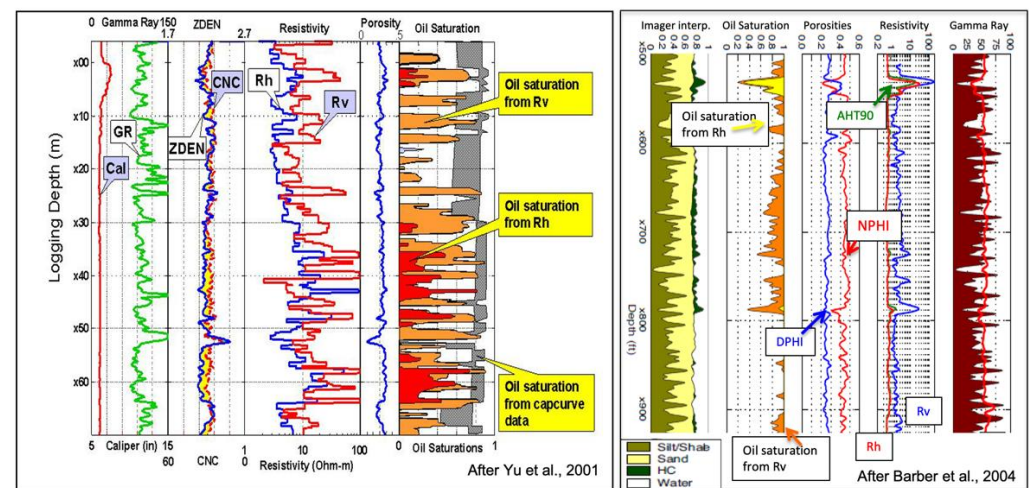 0 Gamma Ray 150
ZDEN
1.7 2.7
Resistivity
Porosity
0 .5
Oil Saturation
x00
x10
x20
x30
x40
x50
x60
Logging Depth (m)
CNC
GR
ZDEN
Cal
Rh
Rv
Oil saturation
from Rv
Oil saturation
from Rh
Oil saturation
from capcurve
data
5 Caliper (in) 15
60 CNC 0
1 10 100
Resistivity (Ohm-m)
0 Oil Saturations 1
After Yu et al., 2001
Imager interp.
Oil Saturation
Porosities
Resistivity
Gamma Ray
0 0.2 0.4 0.6 0.8 1
0 0.2 0.4 0.6 0.8 1
0 0.2 0.4 0.6
0.2 1 10 100
0 25 50 75 100
x500
x600
x700
x800
x900
Depth (ft)
Oil saturation
from Rh
AHT90
NPHI
DPHI
Rv
Rh
Oil saturation
from Rv
Silt/Shale
Sand
HC
Water
After Barber et al., 2004